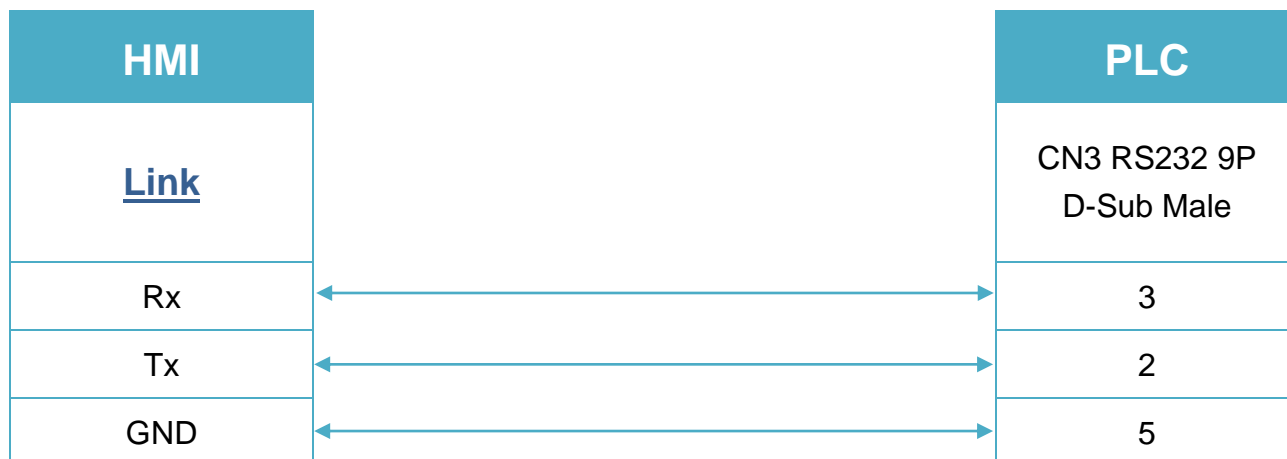 HMI
PLC
Link
CN3 RS232 9P
D-Sub Male
Rx
3
Tx
2
GND
5